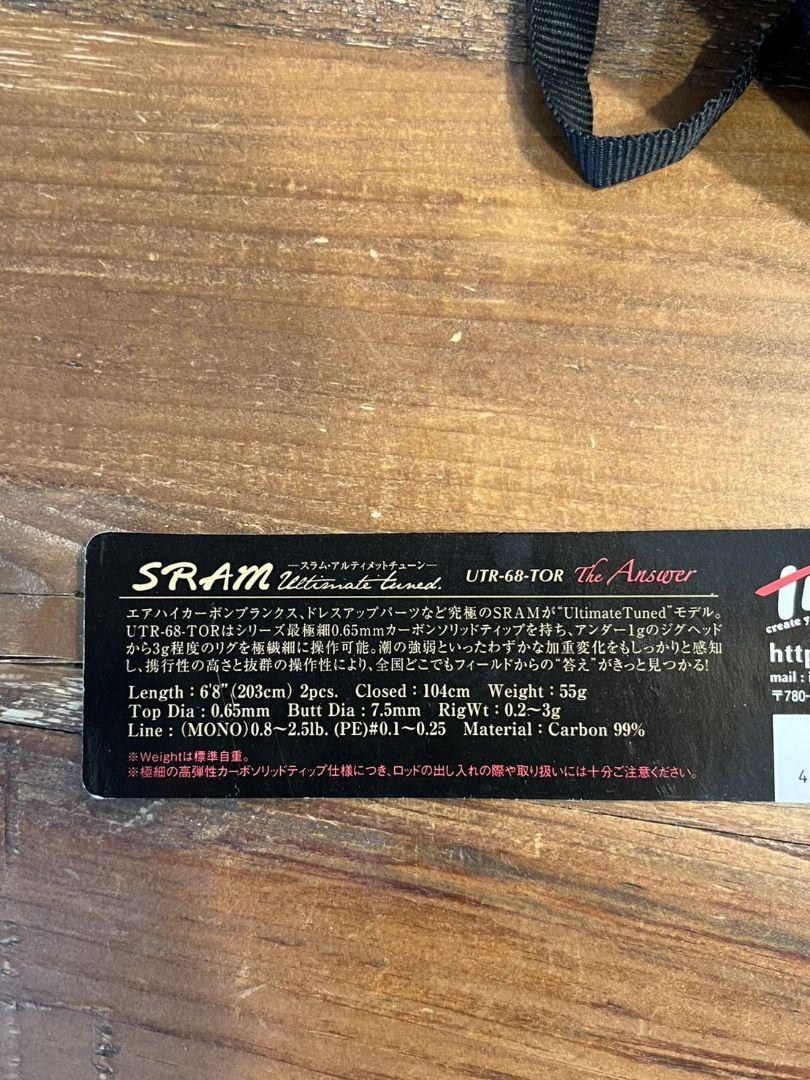 SRAM
—スラム・アルティメットチューン—
Ultimate tuned.
UTR-68-TOR The Answer
エアハイカーボンブランクス、ドレスアップパーツなど究極のSRAMが"UltimateTuned"モデル。
UTR-68-TORはシリーズ最極細0.65mmカーボンソリッドティップを持ち、アンダー1gのジグヘッド
から3g程度のリグを極繊細に操作可能。潮の強弱といったわずかな加重変化をもしっかりと感知
し、携行性の高さと抜群の操作性により、全国どこでもフィールドからの"答え"がきっと見つかる!
Length : 6'8"(203cm) 2pcs. Closed : 104cm Weight : 55g
Top Dia : 0.65mm Butt Dia : 7.5mm RigWt : 0.2〜3g
Line : (MONO)0.8〜2.5lb. (PE)#0.1〜0.25 Material : Carbon 99%
※Weightは標準自重。
※極細の高弾性カーボンソリッドティップ仕様につき、ロッドの出し入れの際や取り扱いには十分ご注意ください。
create y
http
mail : i
〒780-
4